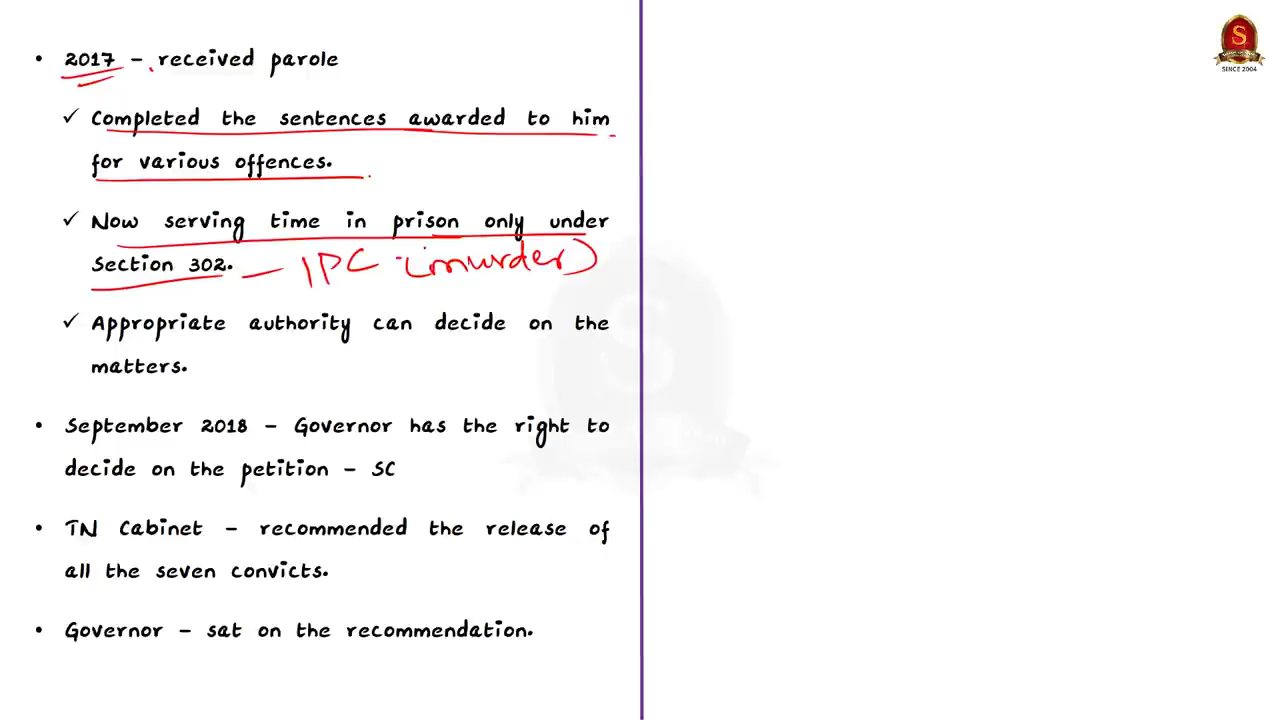 • 2017 - received parole
✓ Completed the sentences awarded to him
for various offences.
✓ Now serving time in prison only under
Section 302. — IPC (murder)
✓ Appropriate authority can decide on the
matters.
• September 2018 - Governor has the right to
decide on the petition - SC
• TN Cabinet - recommended the release of
all the seven convicts.
• Governor - sat on the recommendation.
S
SINCE 2004